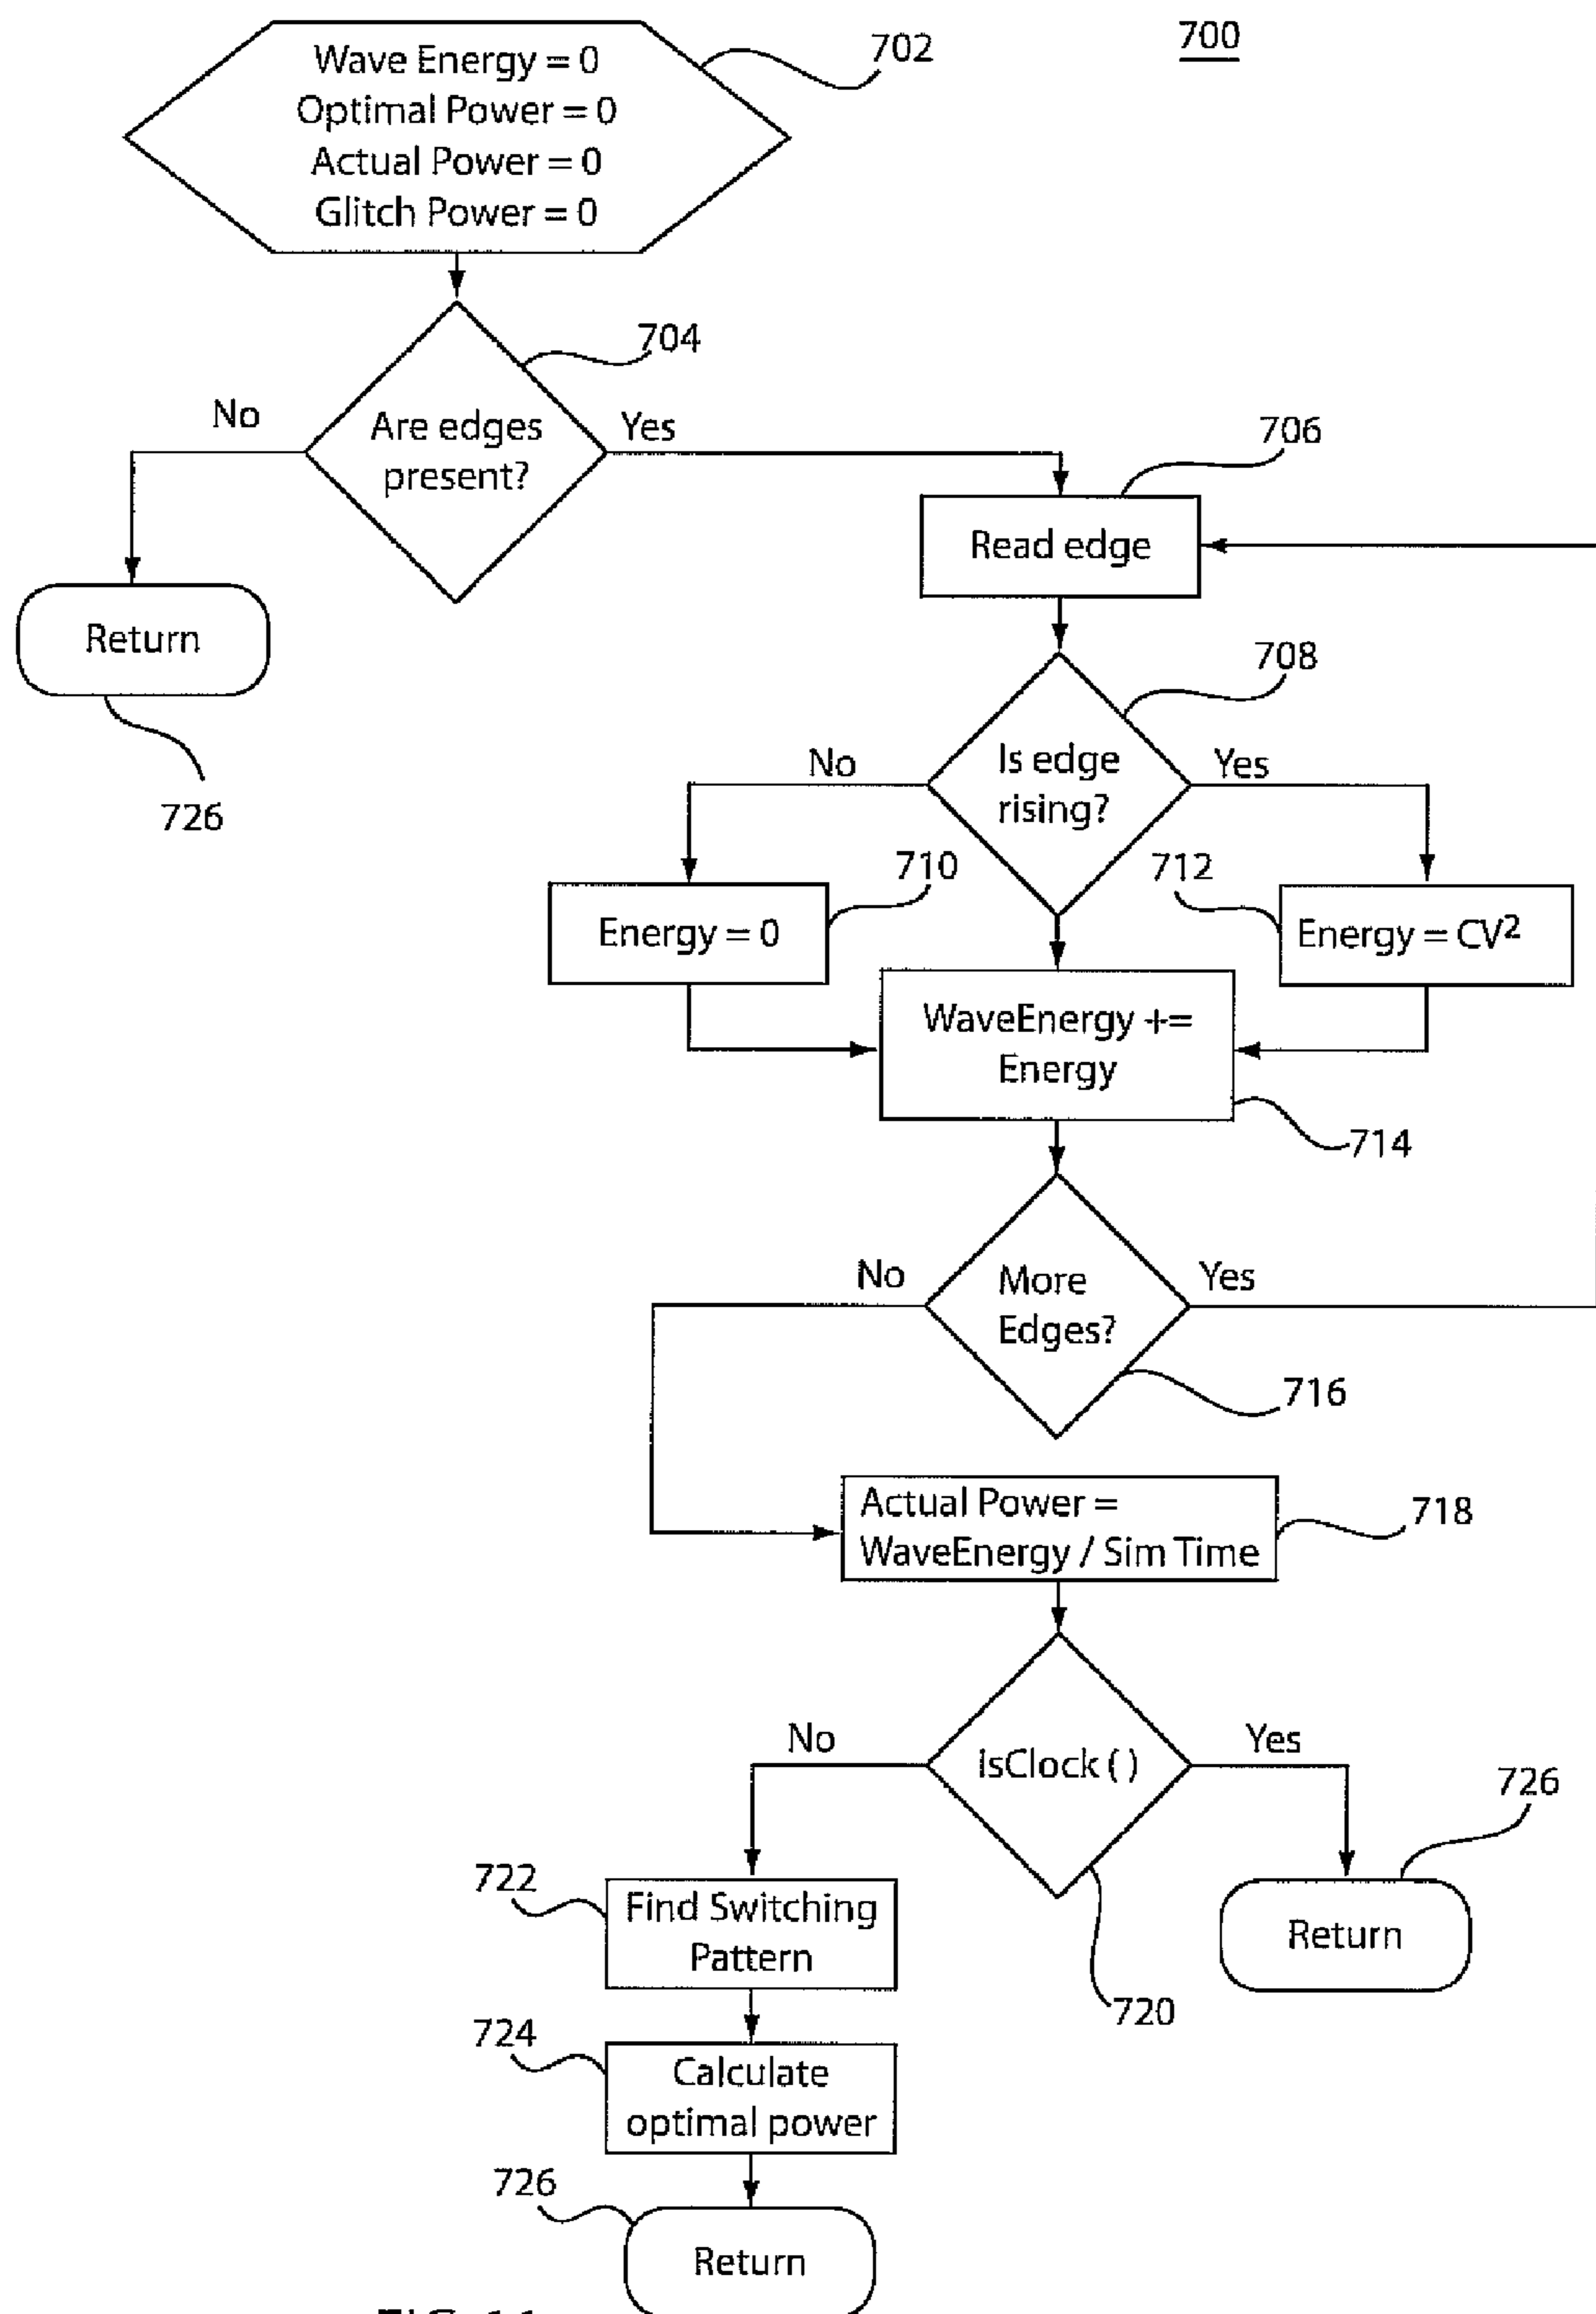 700
702
Wave Energy = 0
Optimal Power = 0
Actual Power = 0
Glitch Power = 0
704
No
Are edges
present?
Yes
706
Read edge
Return
726
708
No
Is edge
rising?
Yes
710
712
Energy = 0
Energy = CV²
WaveEnergy +=
Energy
714
No
More
Edges?
Yes
716
Actual Power =
WaveEnergy / Sim Time
718
No
IsClock ( )
Yes
726
722
Find Switching
Pattern
Return
720
724
Calculate
optimal power
726
Return